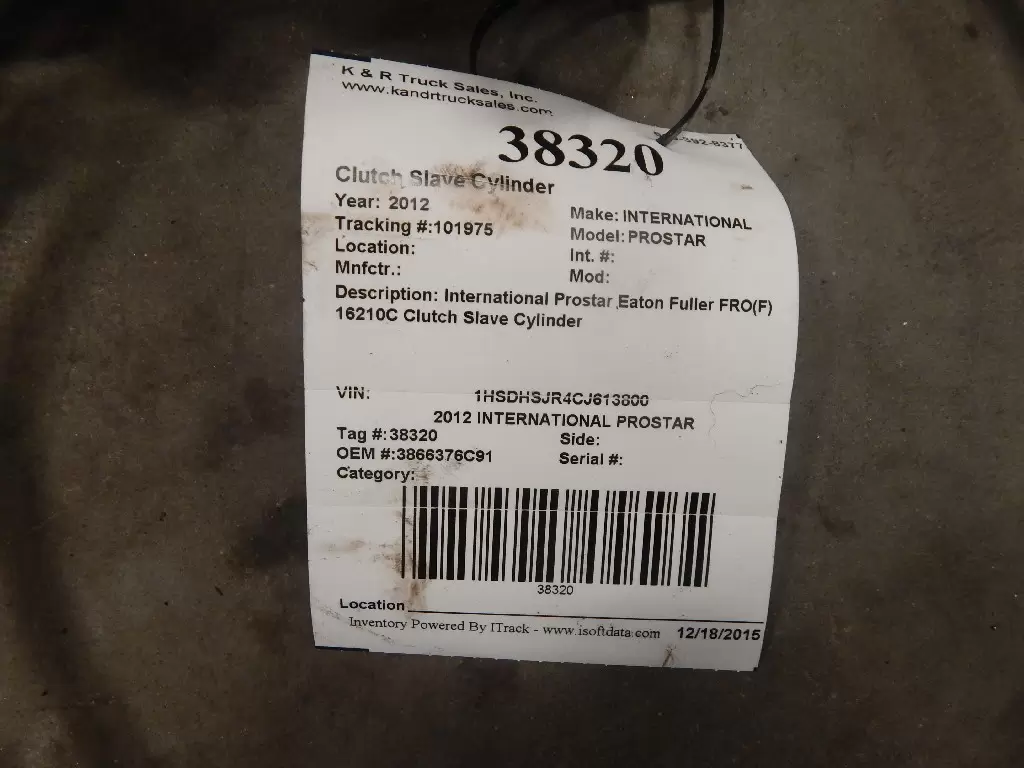 K & R Truck Sales, Inc.
www.kandrtrucksales.com
-392-8377
38320
Clutch Slave Cylinder
Year: 2012
Make: INTERNATIONAL
Tracking #:101975
Model: PROSTAR
Location:
Int. #:
Mnfctr.:
Mod:
Description: International Prostar Eaton Fuller FRO(F)
16210C Clutch Slave Cylinder
VIN: 1HSDHSJR4CJ613800
2012 INTERNATIONAL PROSTAR
Tag #:38320
Side:
OEM #:3866376C91
Serial #:
Category:
38320
Location
Inventory Powered By ITrack - www.isoftdata.com 12/18/2015